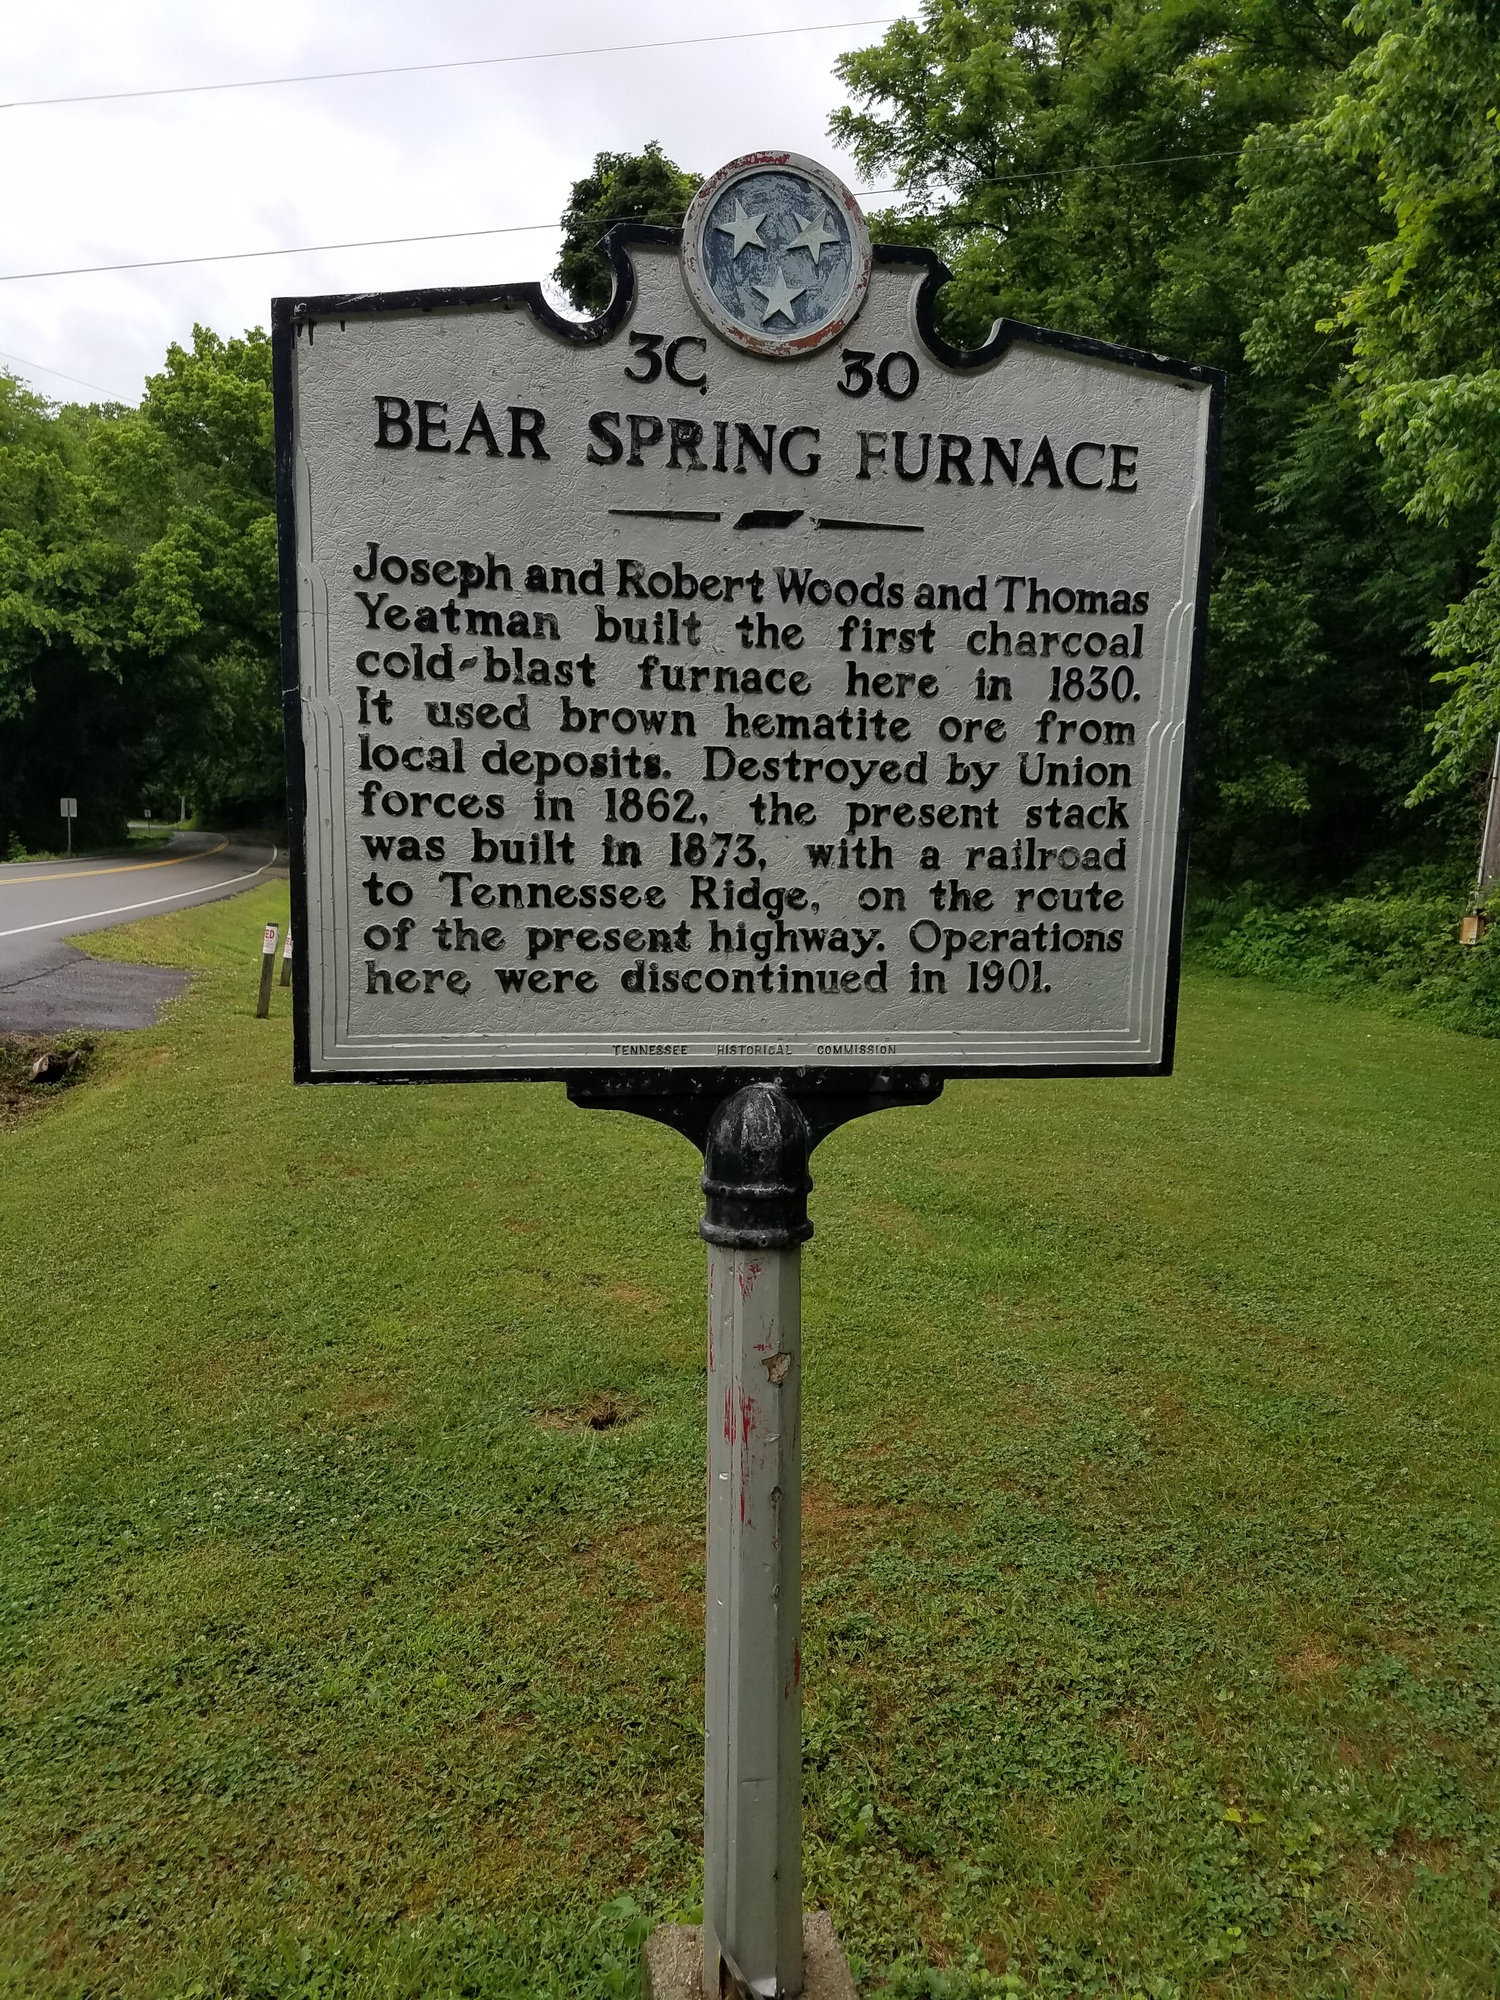 3C 30
BEAR SPRING FURNACE
Joseph and Robert Woods and Thomas
Yeatman built the first charcoal
cold-blast furnace here in 1830.
It used brown hematite ore from
local deposits. Destroyed by Union
forces in 1862, the present stack
was built in 1873, with a railroad
to Tennessee Ridge, on the route
of the present highway. Operations
here were discontinued in 1901.
TENNESSEE HISTORICAL COMMISSION